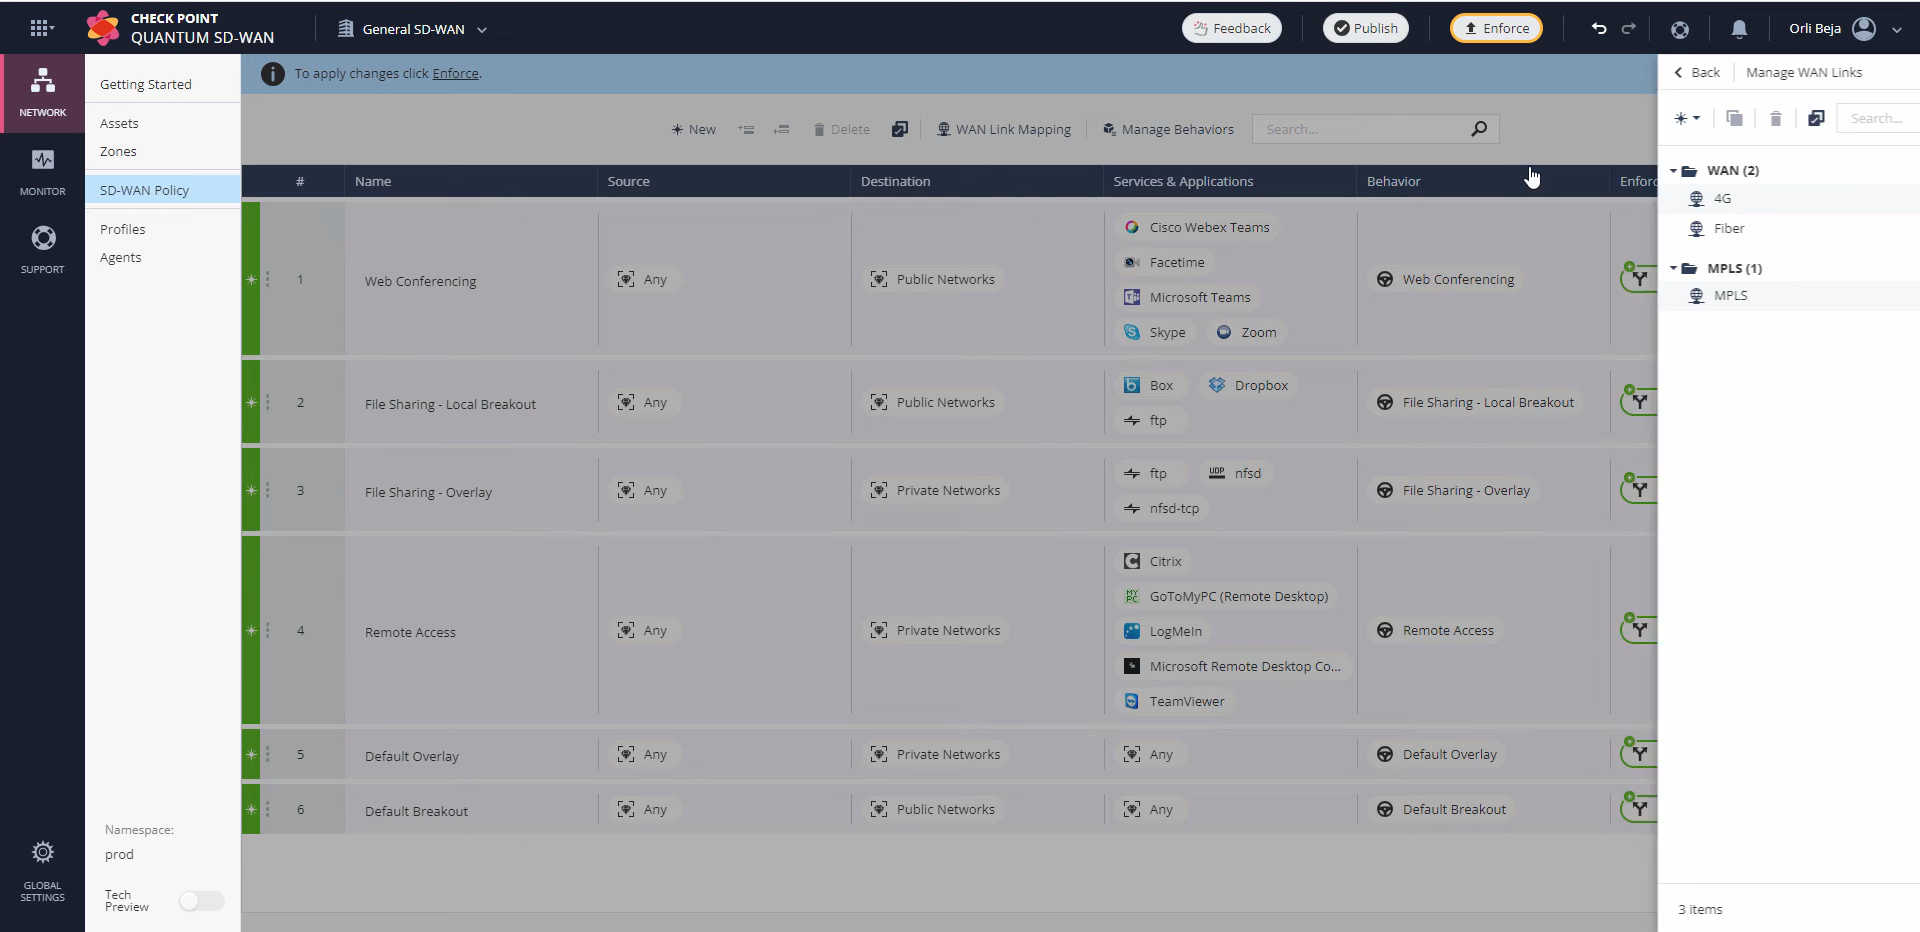 CHECK POINT
QUANTUM SD-WAN
General SD-WAN
Feedback
Publish
Enforce
Orli Beja
NETWORK
MONITOR
SUPPORT
GLOBAL
SETTINGS
Getting Started
Assets
Zones
SD-WAN Policy
Profiles
Agents
Namespace:
prod
Tech
Preview
To apply changes click Enforce.
New
Delete
WAN Link Mapping
Manage Behaviors
Search...
# Name Source Destination Services & Applications Behavior Enforc
1 Web Conferencing Any Public Networks
Cisco Webex Teams
Facetime
Microsoft Teams
Skype Zoom
Web Conferencing
2 File Sharing - Local Breakout Any Public Networks
Box Dropbox
ftp
File Sharing - Local Breakout
3 File Sharing - Overlay Any Private Networks
ftp UDP nfsd
nfsd-tcp
File Sharing - Overlay
4 Remote Access Any Private Networks
Citrix
MY PC GoToMyPC (Remote Desktop)
LogMeIn
Microsoft Remote Desktop Co...
TeamViewer
Remote Access
5 Default Overlay Any Private Networks Any Default Overlay
6 Default Breakout Any Public Networks Any Default Breakout
Back
Manage WAN Links
Search...
WAN (2)
4G
Fiber
MPLS (1)
MPLS
3 items